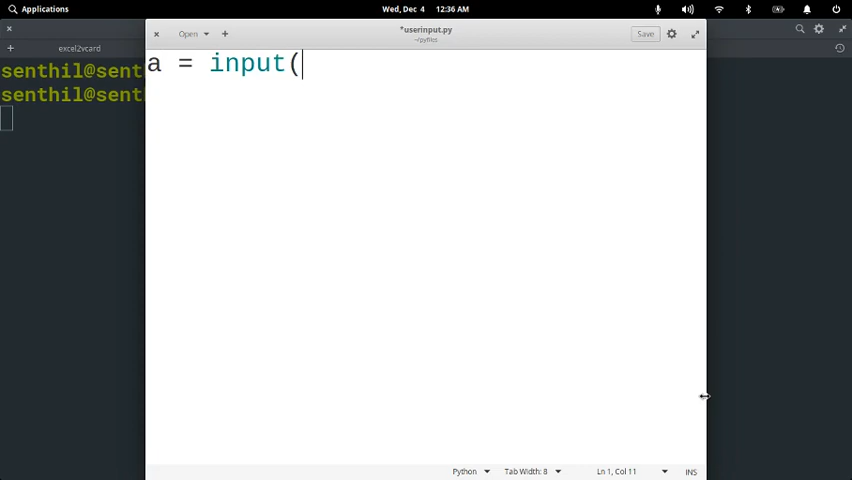 Applications
Wed, Dec 4 12:36 AM
Open
*userinput.py
~/pyfiles
Save
excel2vcard
senthil@sent
senthil@sent
a = input(
Python
Tab Width: 8
Ln 1, Col 11
INS